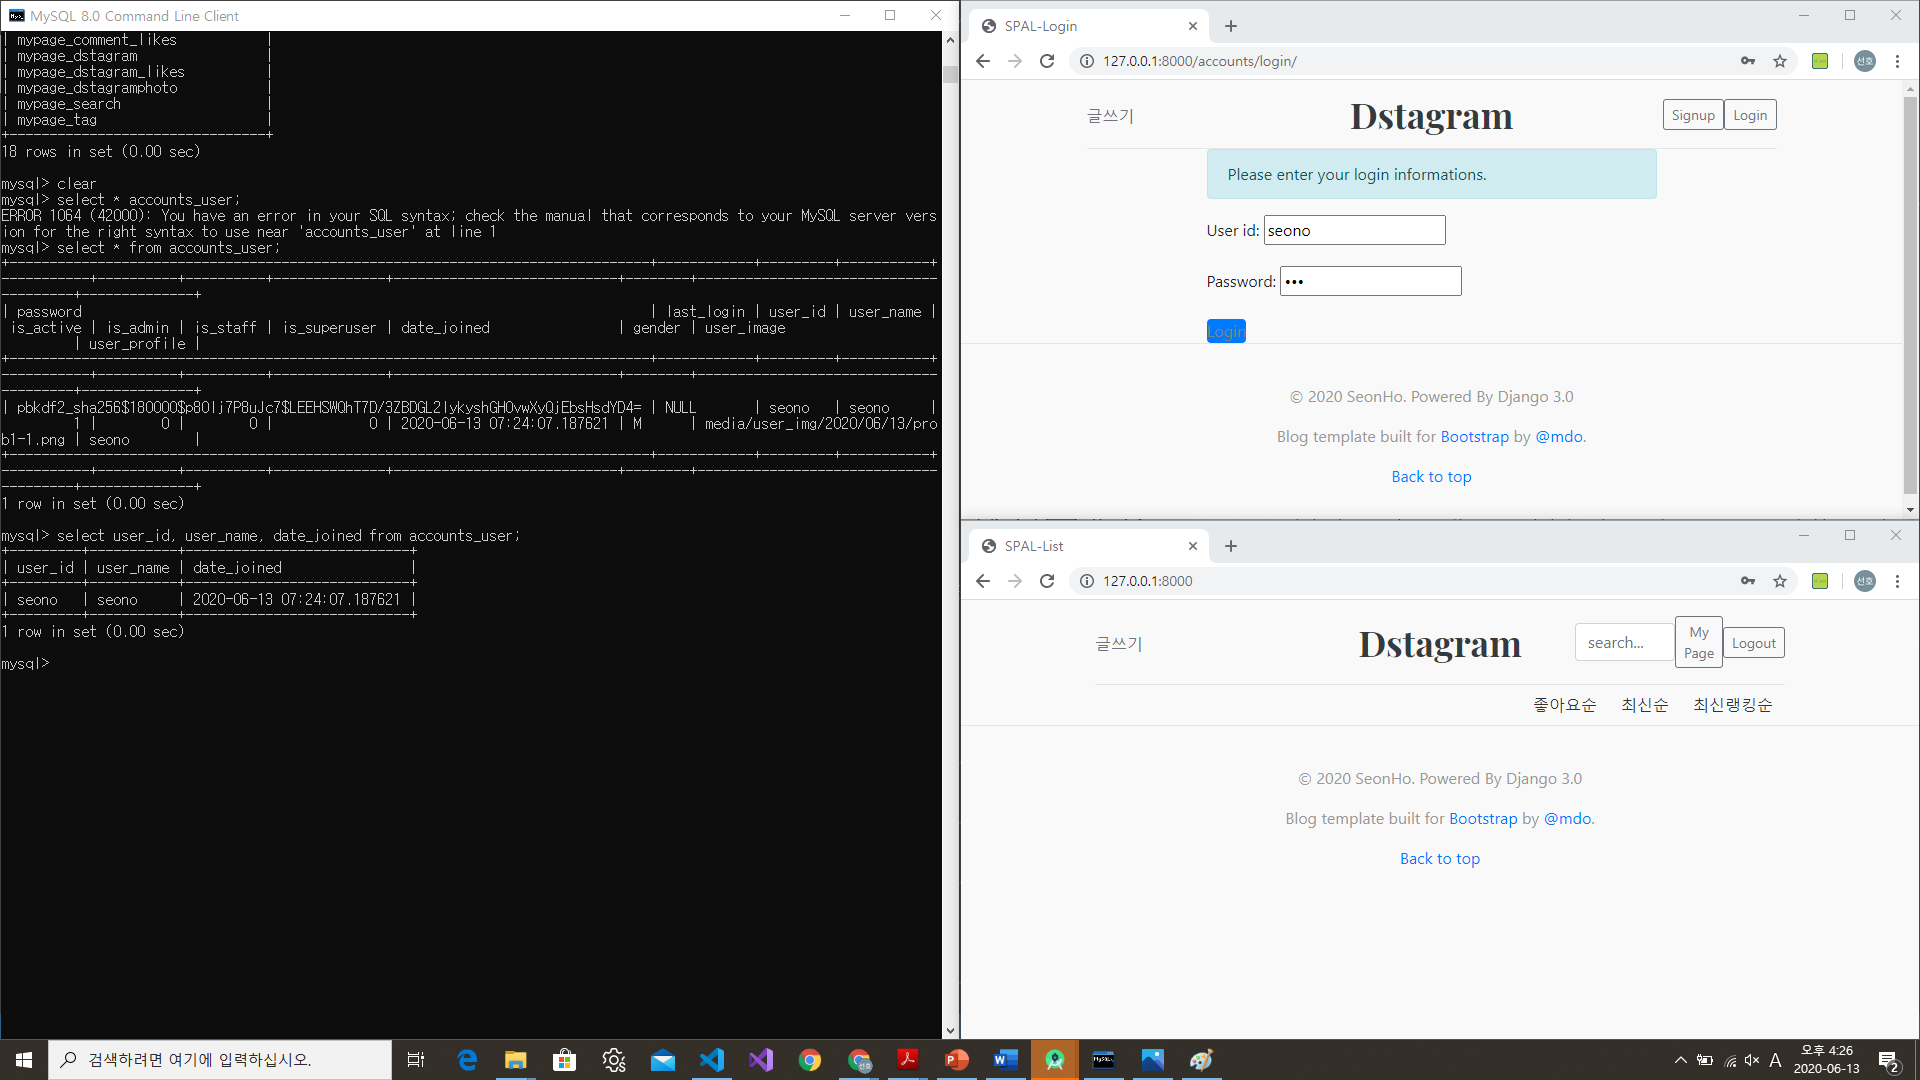 MySQL 8.0 Command Line Client
| mypage_comment_likes |
| mypage_dstagram |
| mypage_dstagram_likes |
| mypage_dstagramphoto |
| mypage_search |
| mypage_tag |
+-------------------------------+
18 rows in set (0.00 sec)
mysql> clear
mysql> select * accounts_user;
ERROR 1064 (42000): You have an error in your SQL syntax; check the manual that corresponds to your MySQL server vers
ion for the right syntax to use near 'accounts_user' at line 1
mysql> select * from accounts_user;
| password | last_login | user_id | user_name |
is_active | is_admin | is_staff | is_superuser | date_joined | gender | user_image
| user_profile |
| NULL | seono | seono |
1 | 0 | 0 | 0 | 2020-06-13 07:24:07.187621 | M | media/user_img/2020/06/13/pro
b1-1.png | seono |
1 row in set (0.00 sec)
mysql> select user_id, user_name, date_joined from accounts_user;
| user_id | user_name | date_joined |
| seono | seono | 2020-06-13 07:24:07.187621 |
1 row in set (0.00 sec)
mysql>
SPAL-Login
127.0.0.1:8000/accounts/login/
선호
글쓰기
Dstagram
Signup
Login
Please enter your login informations.
User id: seono
Password: •••
Login
© 2020 SeonHo. Powered By Django 3.0
Blog template built for Bootstrap by @mdo.
Back to top
SPAL-List
127.0.0.1:8000
선호
글쓰기
Dstagram
search...
My Page
Logout
좋아요순 최신순 최신랭킹순
© 2020 SeonHo. Powered By Django 3.0
Blog template built for Bootstrap by @mdo.
Back to top
검색하려면 여기에 입력하십시오.
A
오후 4:26
2020-06-13
2